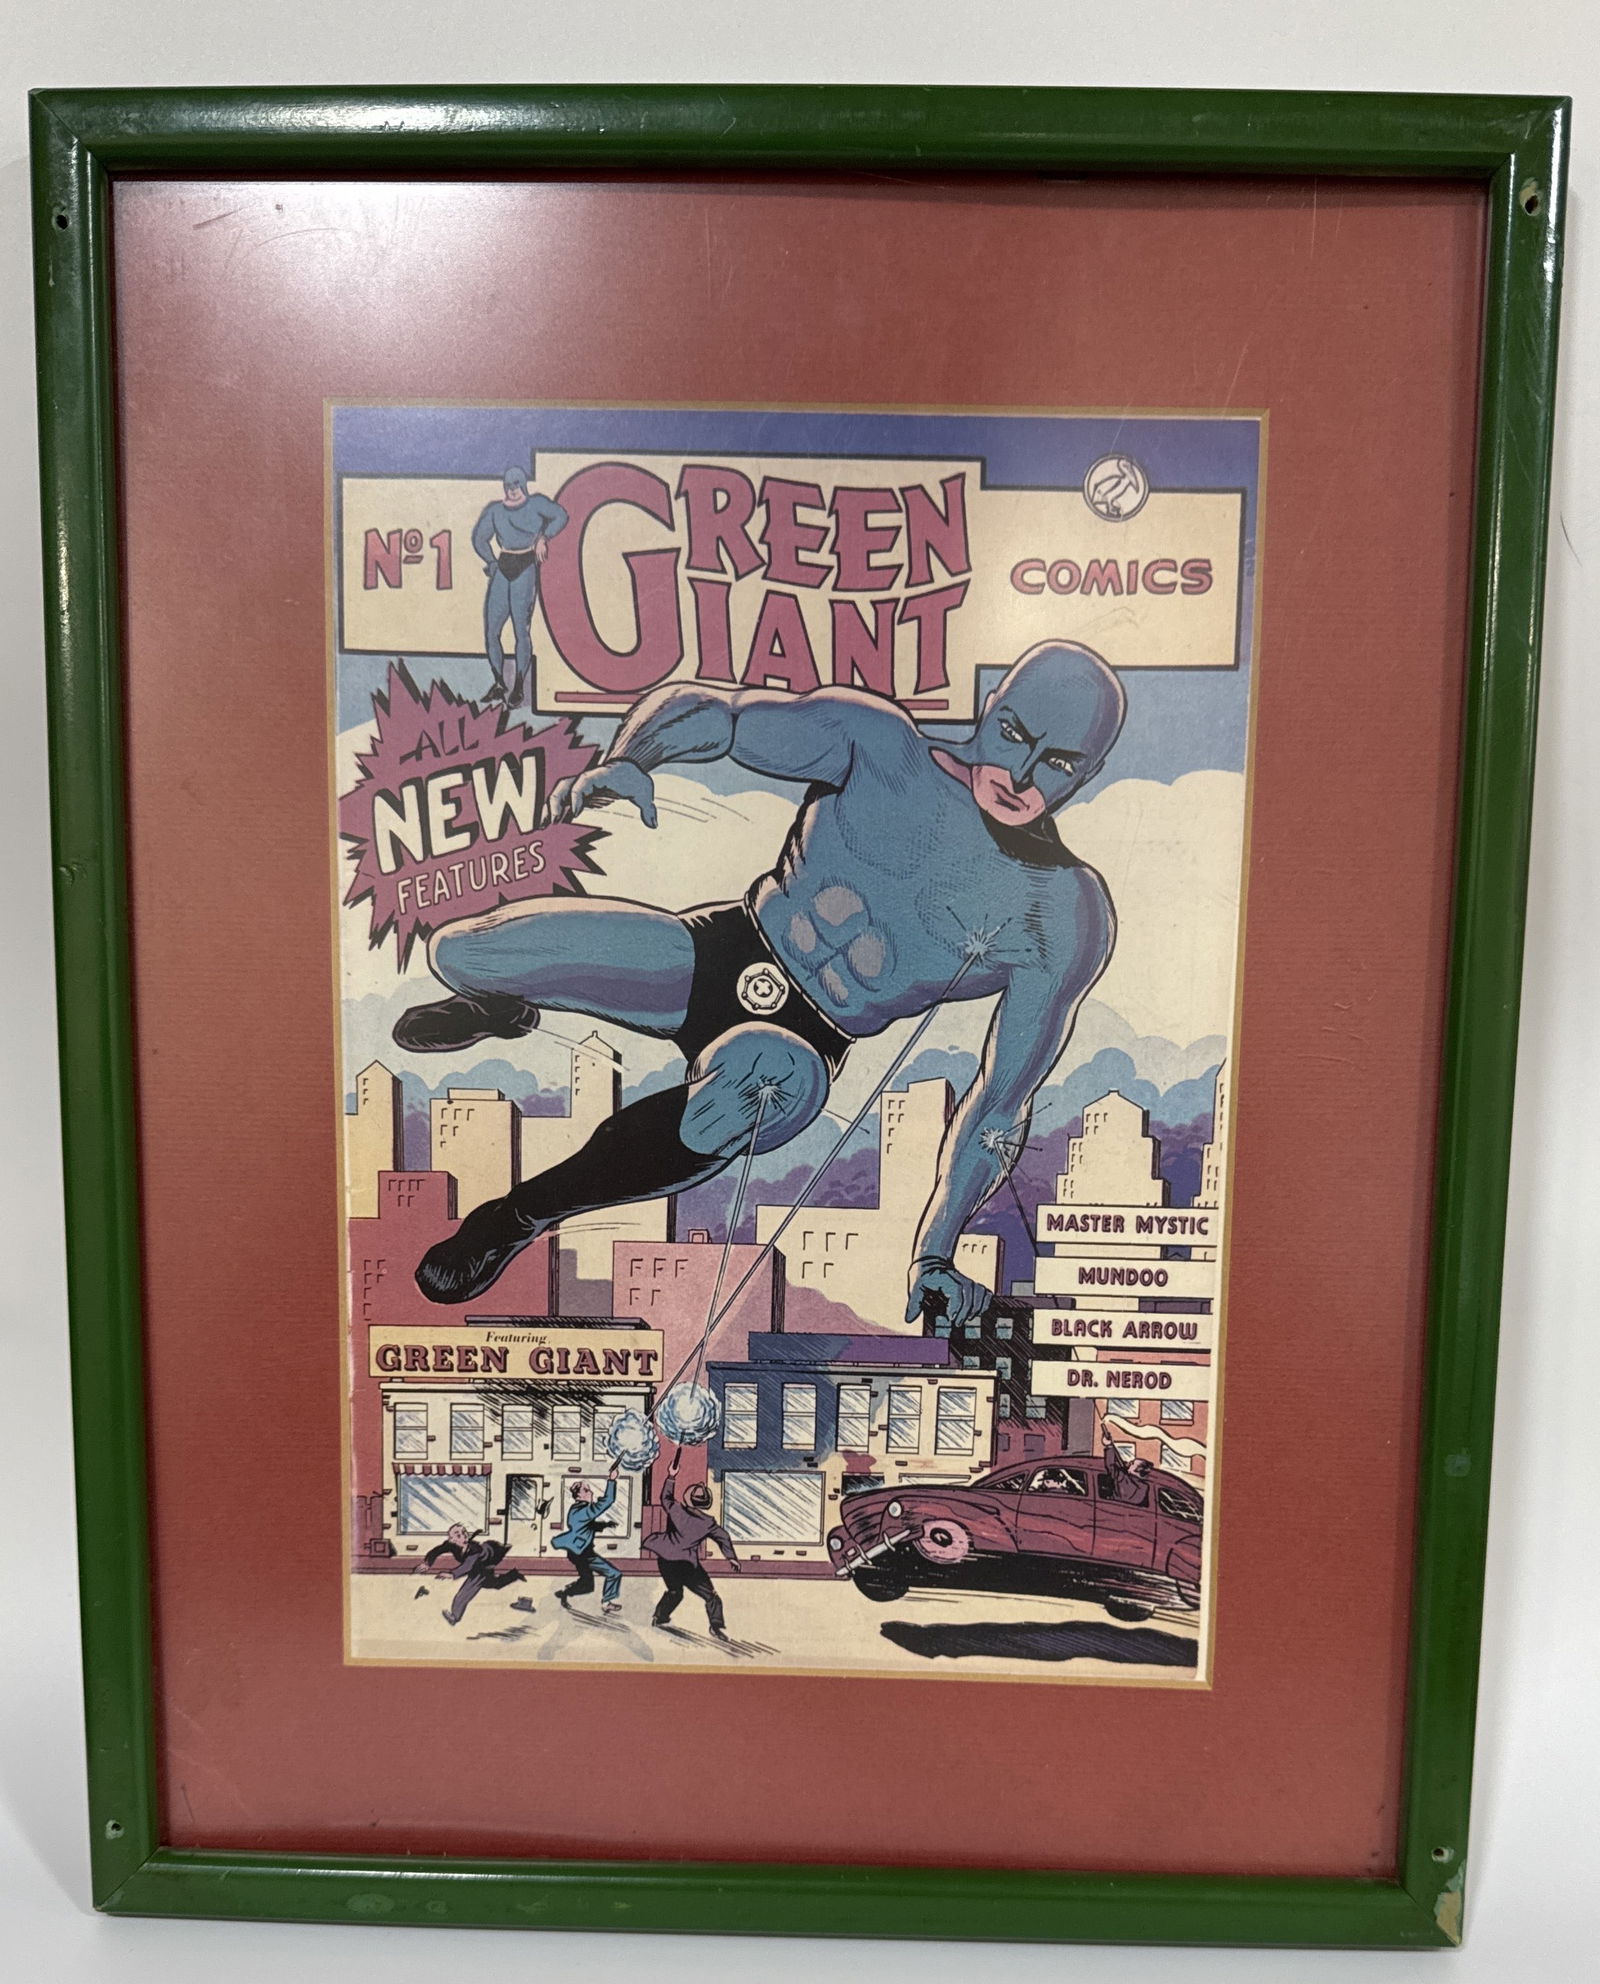 Nº1
GREEN
GIANT
COMICS
ALL
NEW
FEATURES
MASTER MYSTIC
MUNDOO
BLACK ARROW
DR. NEROD
Featuring
GREEN GIANT